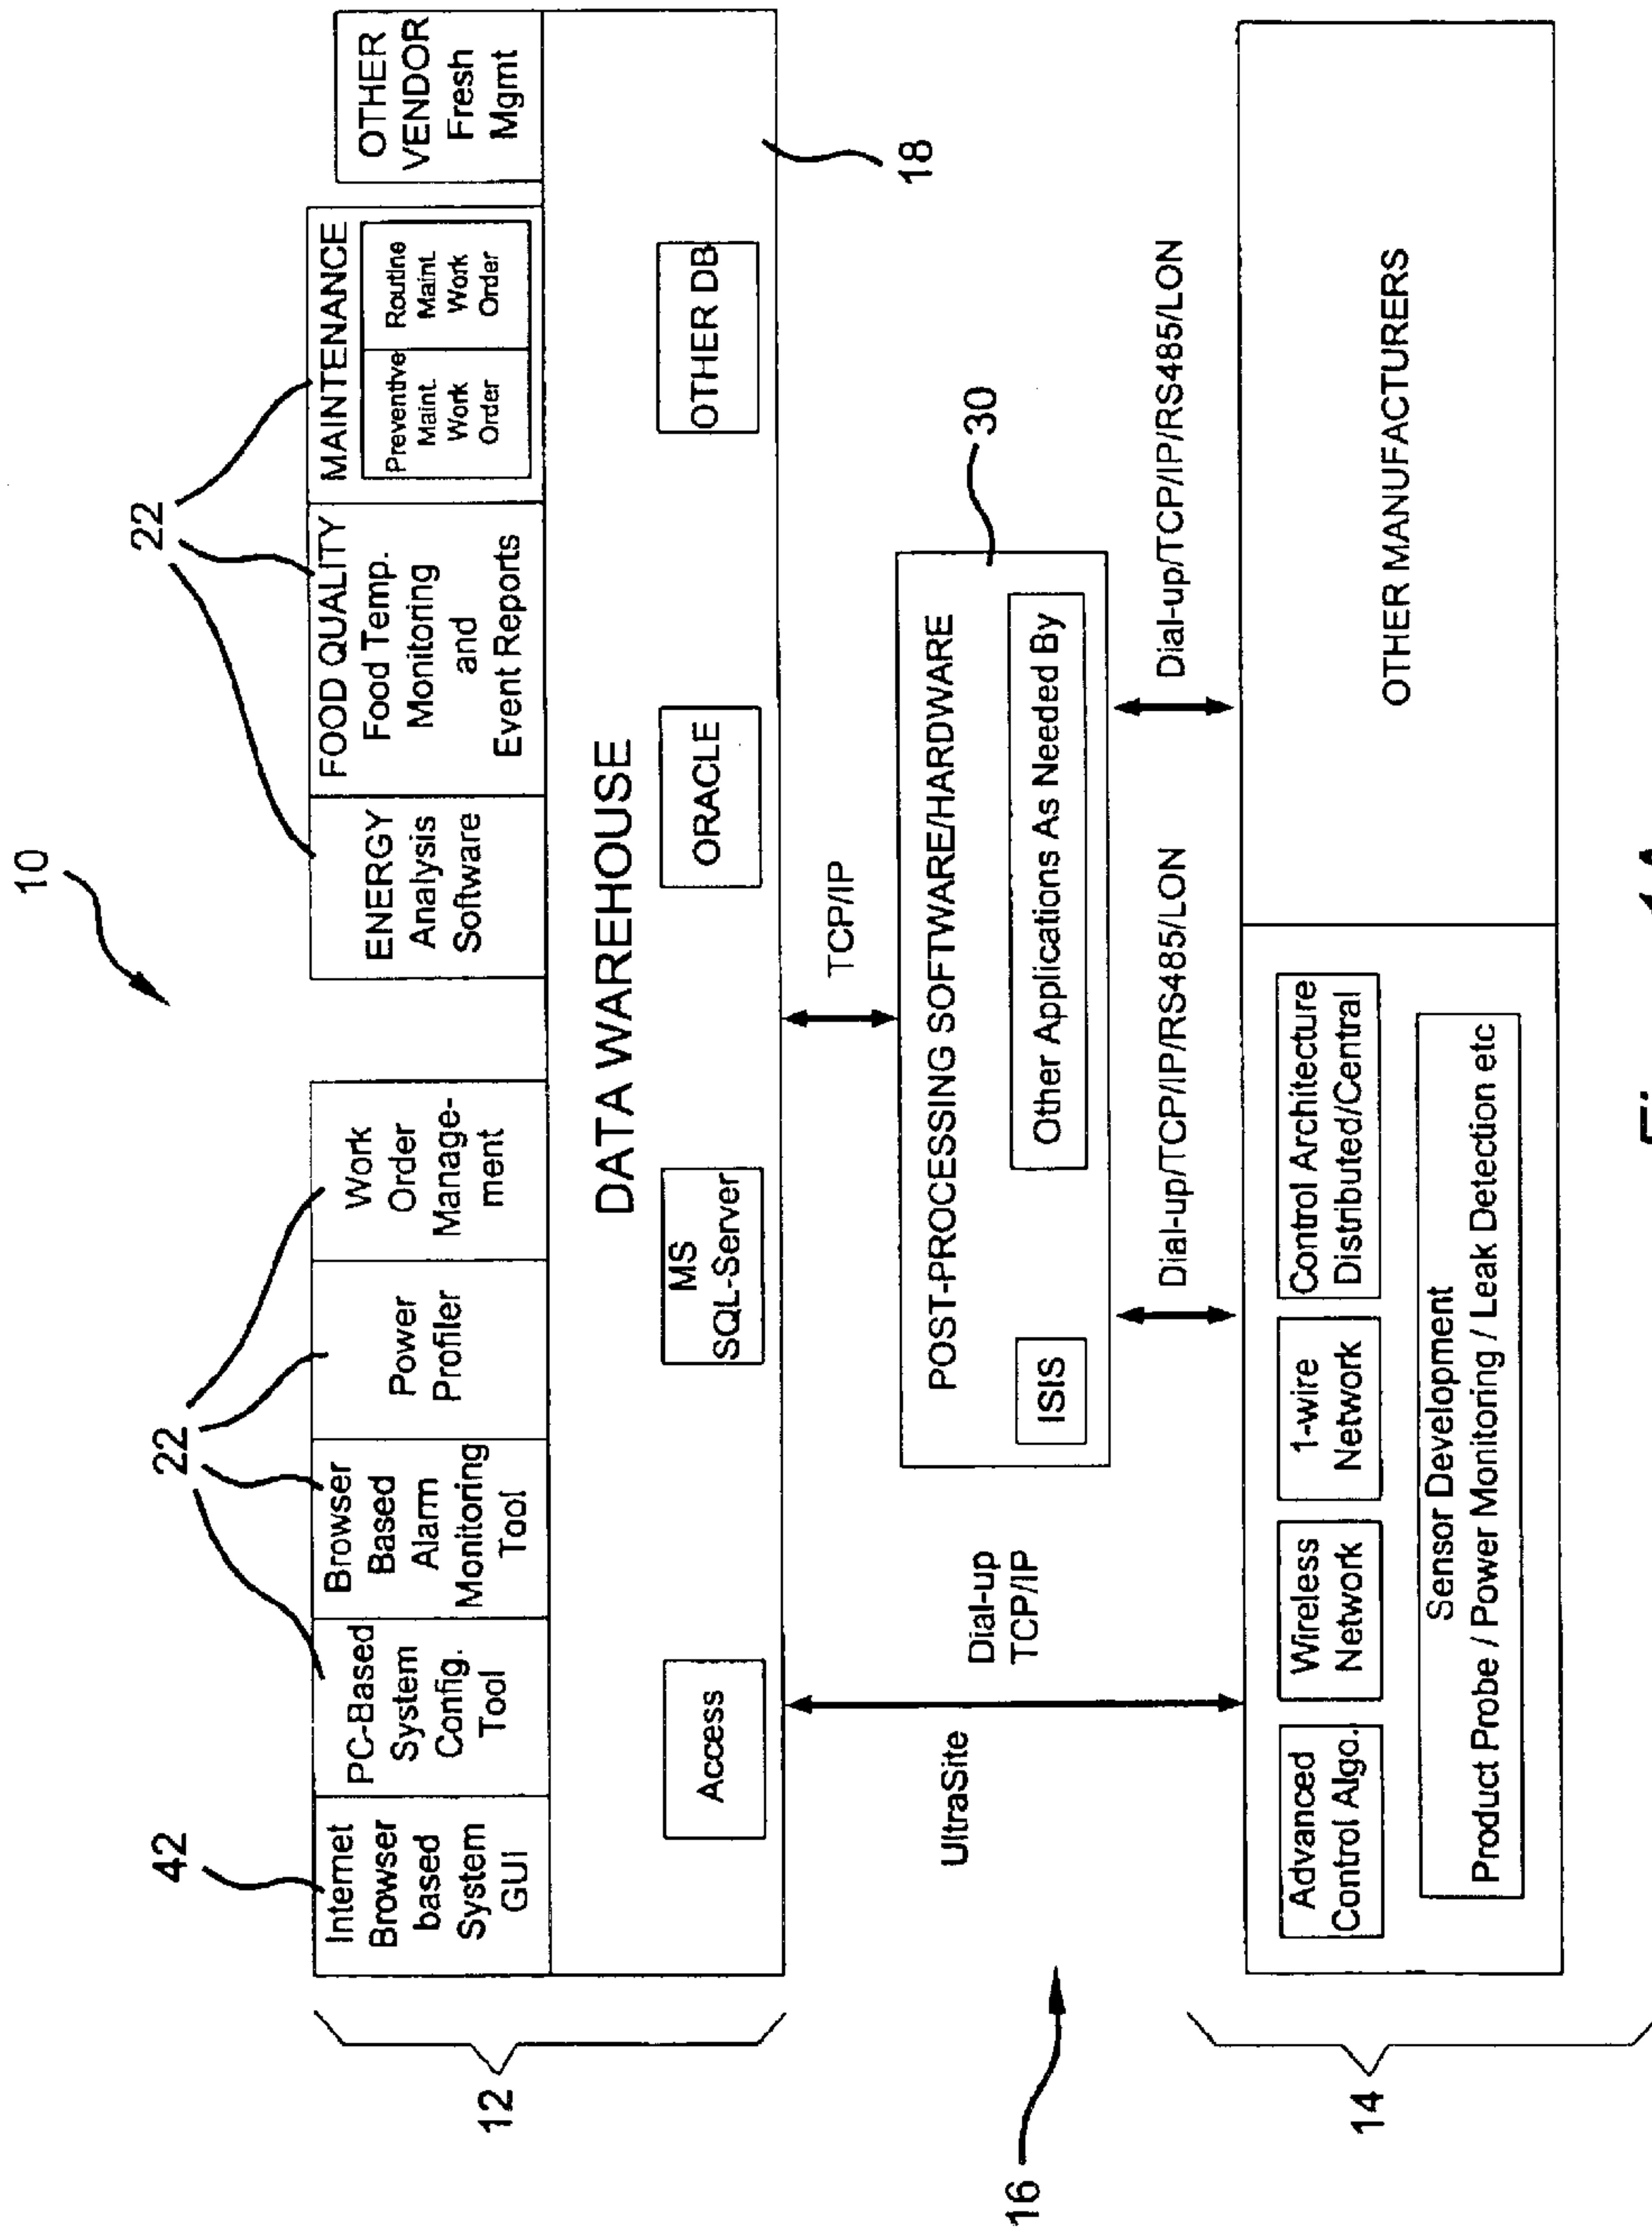 10
42
22
22
Internet
Browser
based
System
GUI
PC-Based
System
Config.
Tool
Browser
Based
Alarm
Monitoring
Tool
Power
Profiler
Work
Order
Manage-
ment
ENERGY
Analysis
Software
FOOD QUALITY
Food Temp.
Monitoring
and
Event Reports
MAINTENANCE
Preventive
Maint.
Work
Order
Routine
Maint.
Work
Order
OTHER
VENDOR
Fresh
Mgmt
12
DATA WAREHOUSE
Access
MS
SQL-Server
ORACLE
OTHER DB
18
TCP/IP
UltraSite
Dial-up
TCP/IP
16
POST-PROCESSING SOFTWARE/HARDWARE
ISIS
Other Applications As Needed By
30
Dial-up/TCP/IP/RS485/LON
Dial-up/TCP/IP/RS485/LON
14
Advanced
Control Algo.
Wireless
Network
1-wire
Network
Control Architecture
Distributed/Central
Sensor Development
Product Probe / Power Monitoring / Leak Detection etc
OTHER MANUFACTURERS